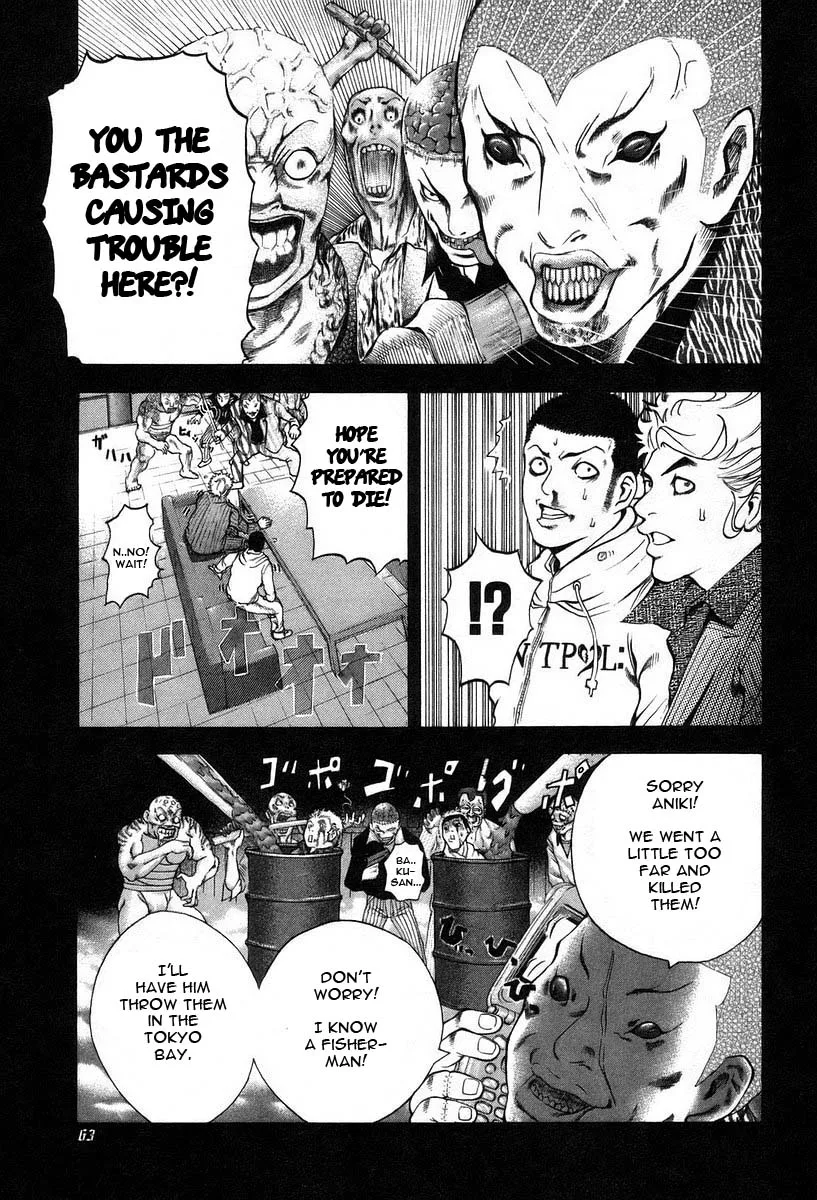 YOU THE
BASTARDS
CAUSING
TROUBLE
HERE?!
!?
NTPOOL:
HOPE
YOU'RE
PREPARED
TO DIE!
N..NO!
WAIT!
ドオオオ
SORRY
ANIKI!
WE WENT A
LITTLE TOO
FAR AND
KILLED
THEM!
ゴポゴポゴポ
BA..
KU-
SAN...
DON'T
WORRY!
I KNOW
A FISHER-
MAN!
I'LL
HAVE HIM
THROW THEM
IN THE
TOKYO
BAY.
63